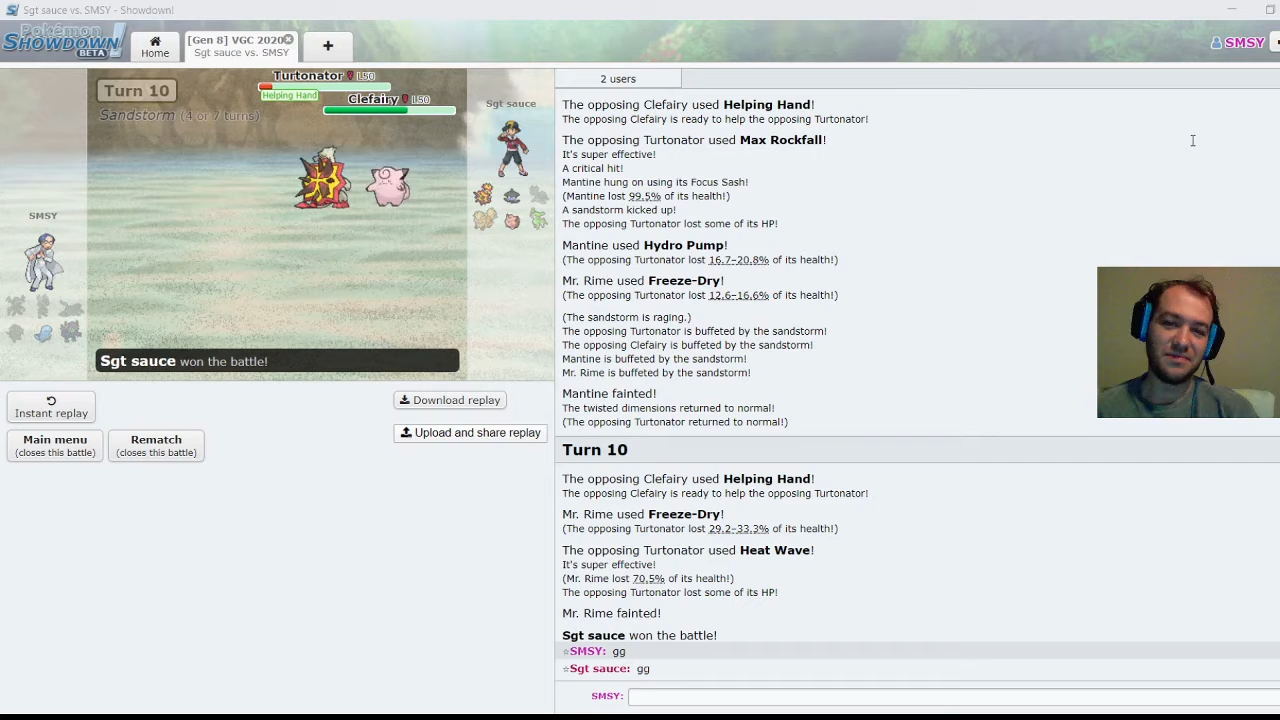 Sgt sauce vs. SMSY - Showdown!
Pokémon
SHOWDOWN!
BETA
Home
[Gen 8] VGC 2020
Sgt sauce vs. SMSY
+
SMSY
Turn 10
Sandstorm (4 or 7 turns)
Turtonator L50
Helping Hand
Clefairy L50
Sgt sauce
SMSY
Sgt sauce won the battle!
Instant replay
Download replay
Upload and share replay
Main menu
(closes this battle)
Rematch
(closes this battle)
2 users
The opposing Clefairy used Helping Hand!
The opposing Clefairy is ready to help the opposing Turtonator!
The opposing Turtonator used Max Rockfall!
It's super effective!
A critical hit!
Mantine hung on using its Focus Sash!
(Mantine lost 99.5% of its health!)
A sandstorm kicked up!
The opposing Turtonator lost some of its HP!
Mantine used Hydro Pump!
(The opposing Turtonator lost 16.7–20.8% of its health!)
Mr. Rime used Freeze-Dry!
(The opposing Turtonator lost 12.6–16.6% of its health!)
(The sandstorm is raging.)
The opposing Turtonator is buffeted by the sandstorm!
The opposing Clefairy is buffeted by the sandstorm!
Mantine is buffeted by the sandstorm!
Mr. Rime is buffeted by the sandstorm!
Mantine fainted!
The twisted dimensions returned to normal!
(The opposing Turtonator returned to normal!)
Turn 10
The opposing Clefairy used Helping Hand!
The opposing Clefairy is ready to help the opposing Turtonator!
Mr. Rime used Freeze-Dry!
(The opposing Turtonator lost 29.2–33.3% of its health!)
The opposing Turtonator used Heat Wave!
It's super effective!
(Mr. Rime lost 70.5% of its health!)
The opposing Turtonator lost some of its HP!
Mr. Rime fainted!
Sgt sauce won the battle!
☆SMSY: gg
☆Sgt sauce: gg
SMSY: